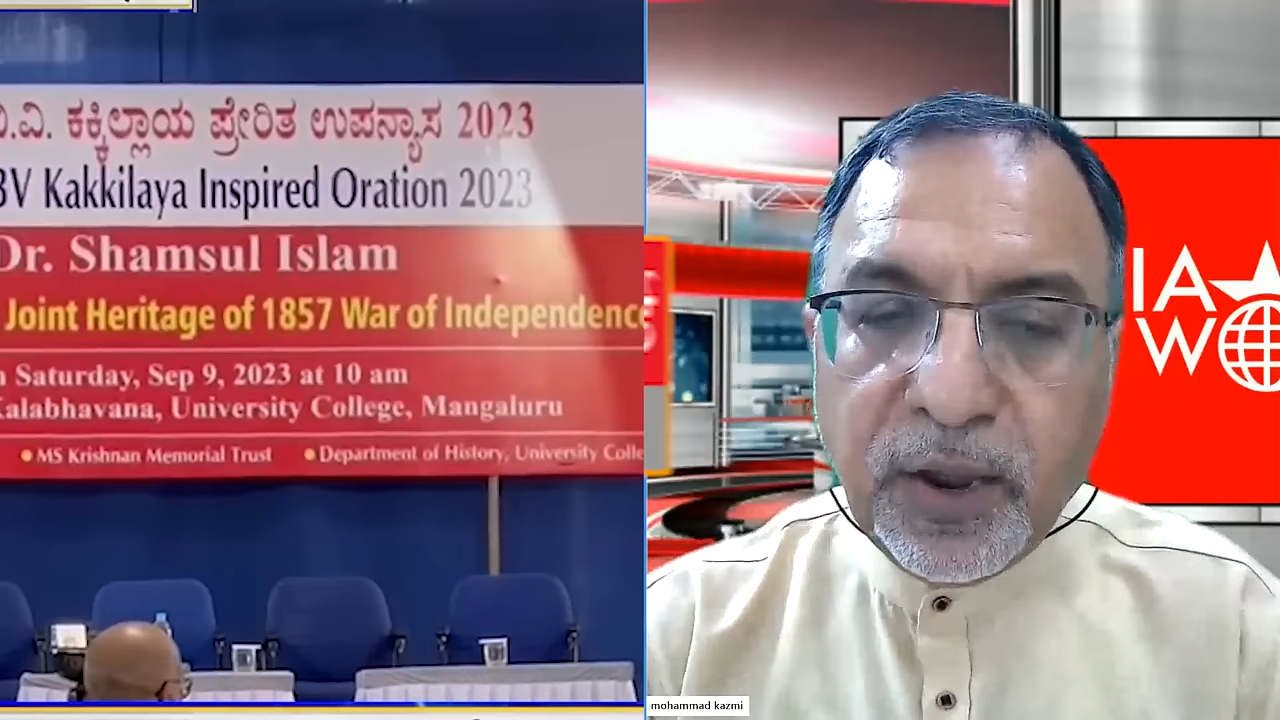 ಕಕ್ಕಿಲ್ಲಾಯ ಪ್ರೇರಿತ ಉಪನ್ಯಾಸ 2023
BV Kakkilaya Inspired Oration 2023
Dr. Shamsul Islam
Joint Heritage of 1857 War of Independence
Saturday, Sep 9, 2023 at 10 am
Kalabhavana, University College, Mangaluru
MS Krishnan Memorial Trust Department of History, University Colle
IA
W
mohammad kazmi